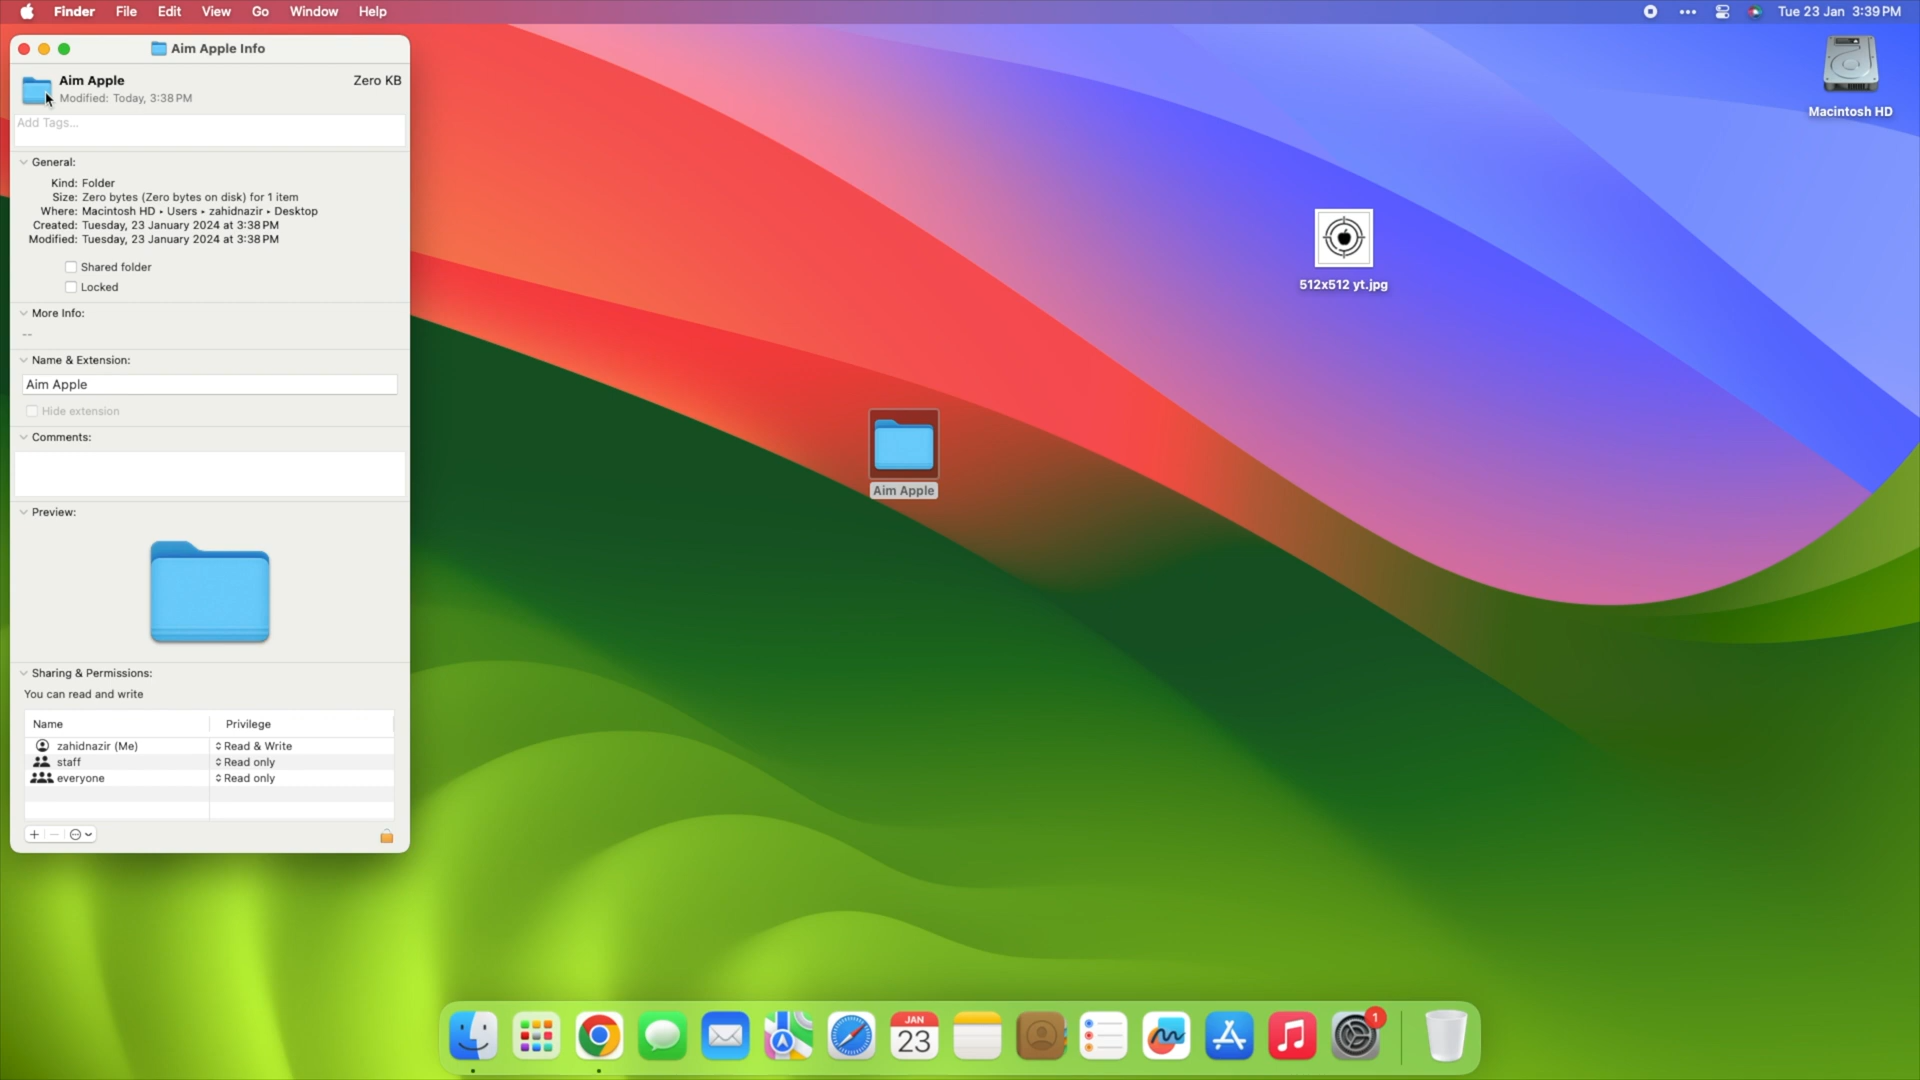 Finder File Edit View Go Window Help
Tue 23 Jan 3:39 PM
Aim Apple Info
Aim Apple Zero KB
Modified: Today, 3:38 PM
Add Tags...
General:
Kind: Folder
Size: Zero bytes (Zero bytes on disk) for 1 item
Where: Macintosh HD ▸ Users ▸ zahidnazir ▸ Desktop
Created: Tuesday, 23 January 2024 at 3:38 PM
Modified: Tuesday, 23 January 2024 at 3:38 PM
Shared folder
Locked
More Info:
--
Name & Extension:
Aim Apple
Hide extension
Comments:
Preview:
Sharing & Permissions:
You can read and write
Name Privilege
zahidnazir (Me) Read & Write
staff Read only
everyone Read only
Macintosh HD
512x512 yt.jpg
Aim Apple
JAN
23
1